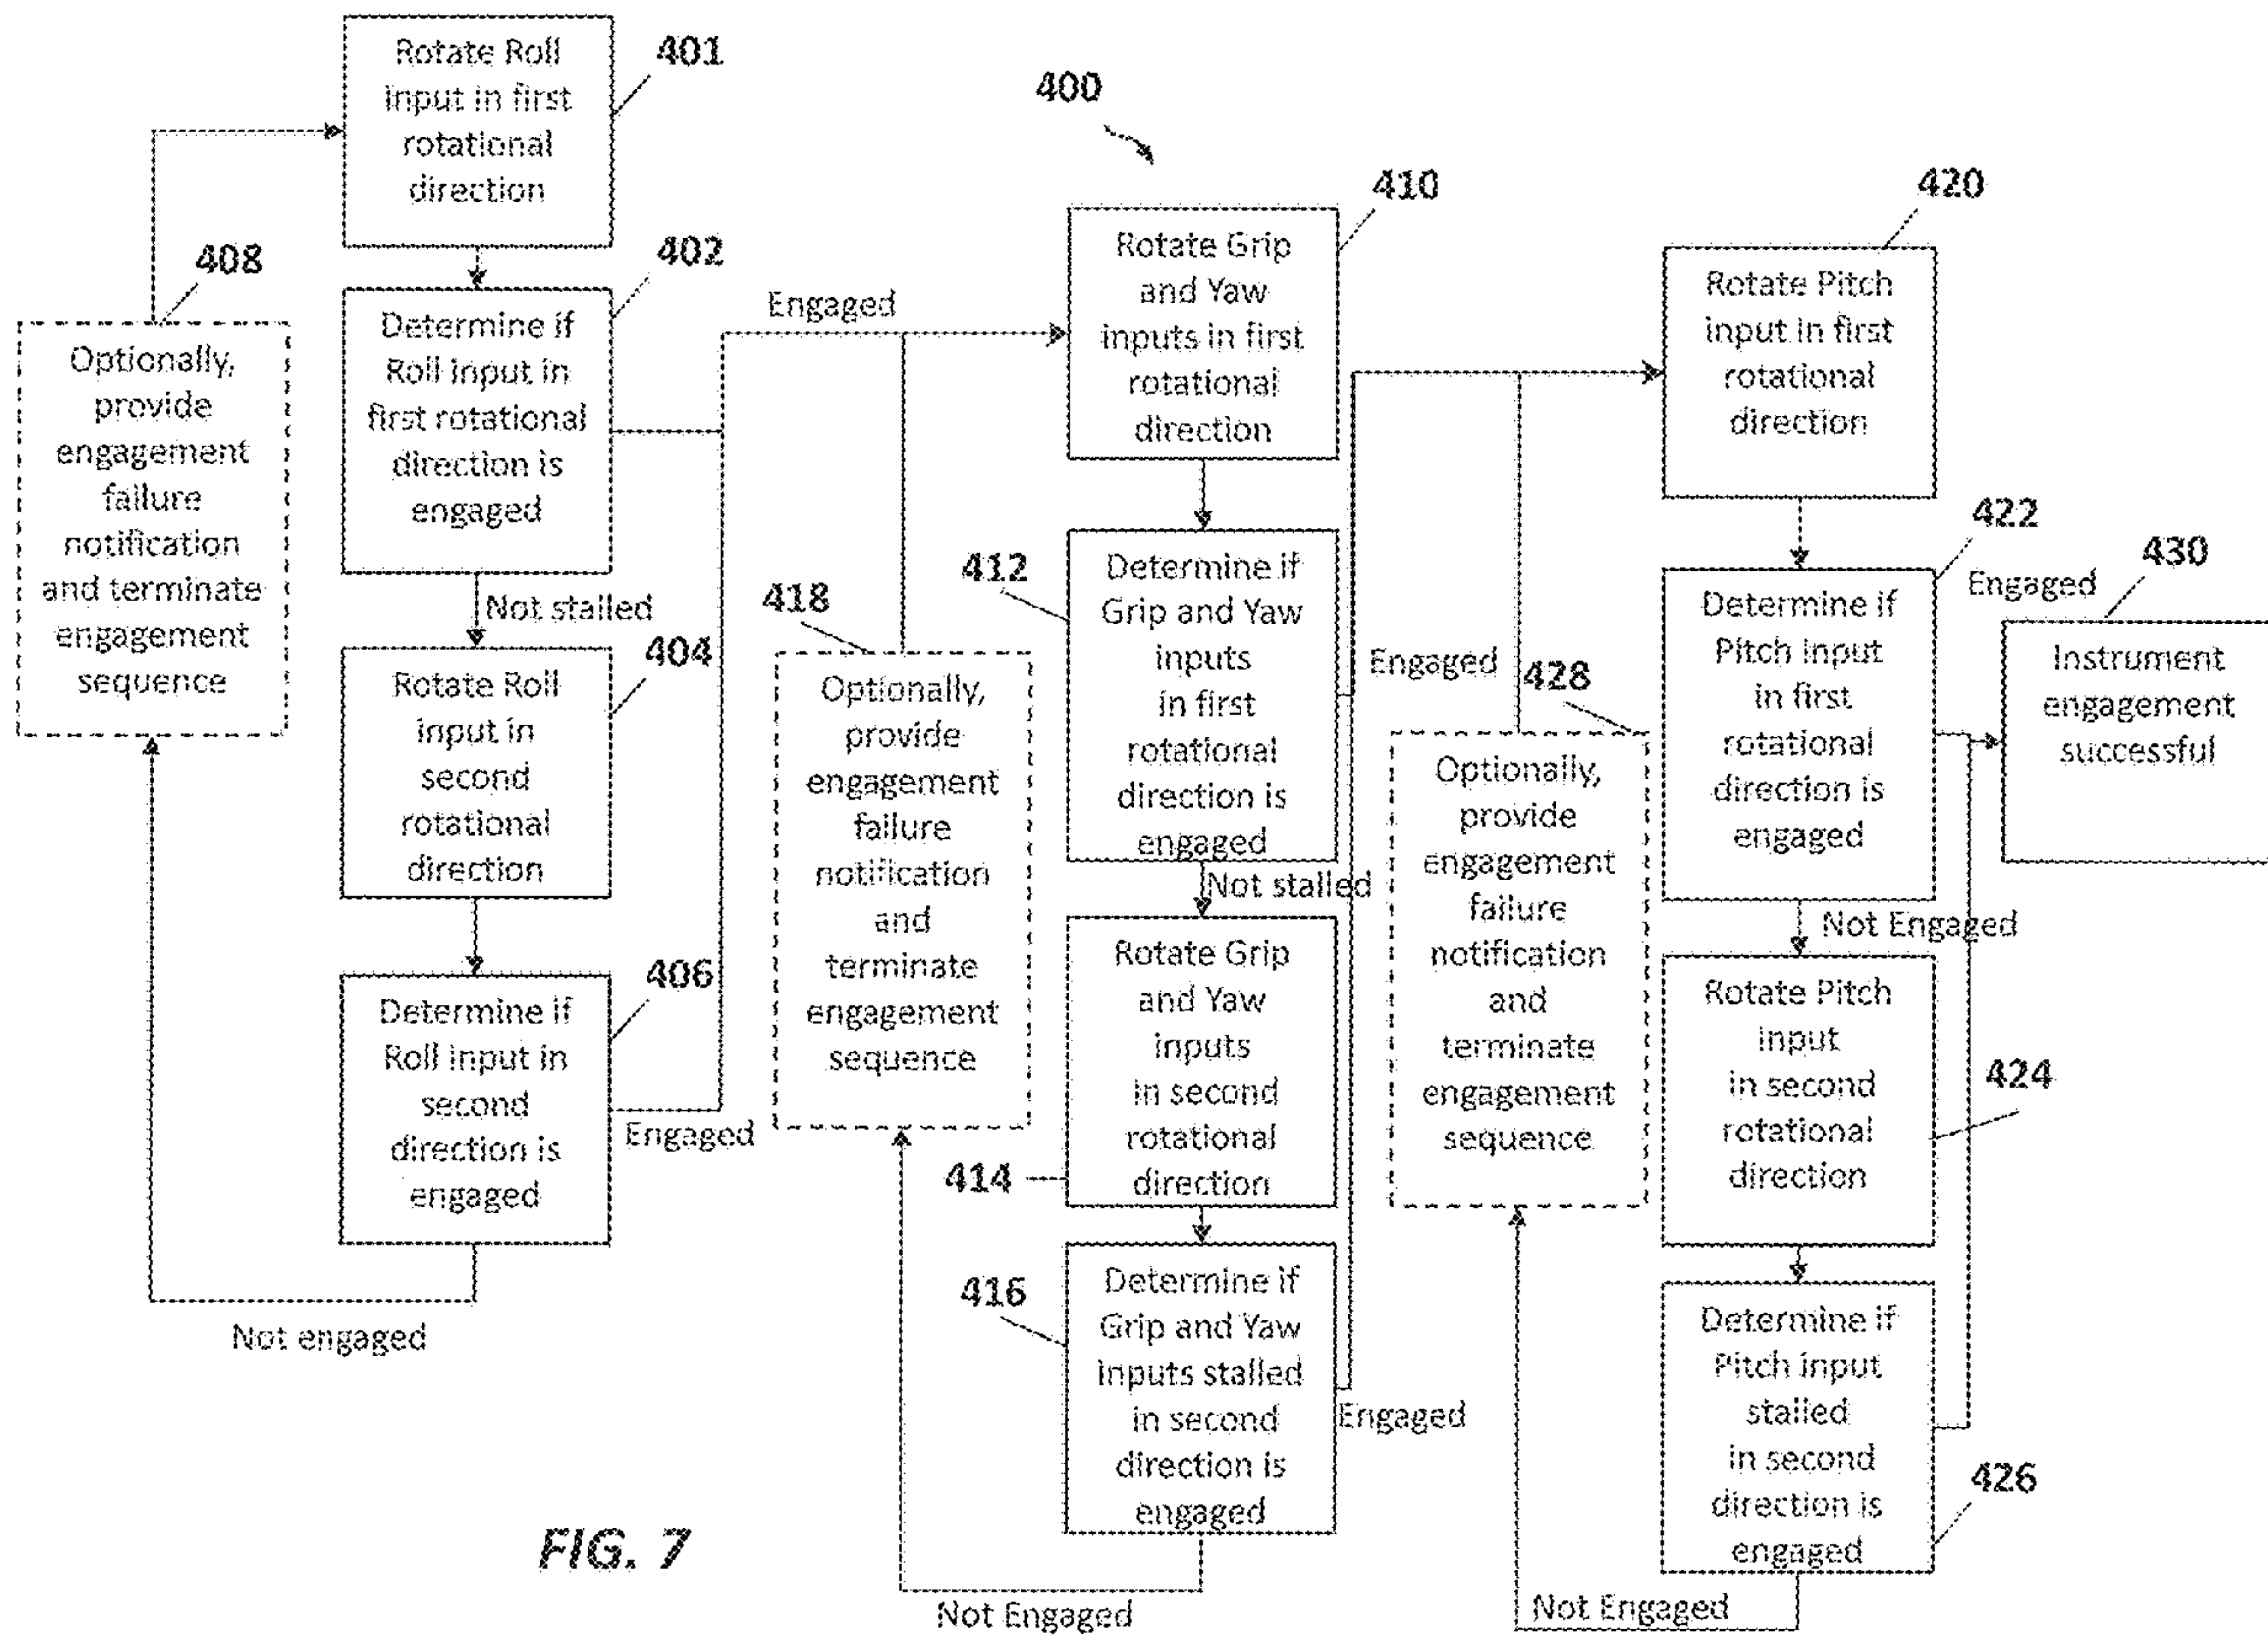 Rotate Roll
input in first
rotational
direction
401
400
410
420
408
402
Determine if
Roll input in
first rotational
direction is
engaged
Optionally,
provide
engagement
failure
notification
and terminate
engagement
sequence
Not stalled
404
Rotate Roll
input in
second
rotational
direction
406
Determine if
Roll input in
second
direction is
engaged
Engaged
Not engaged
Engaged
Rotate Grip
and Yaw
inputs in first
rotational
direction
412
Determine if
Grip and Yaw
inputs
in first
rotational
direction is
engaged
Engaged
418
Optionally,
provide
engagement
failure
notification
and
terminate
engagement
sequence
Not stalled
Rotate Grip
and Yaw
inputs
in second
rotational
direction
414
416
Determine if
Grip and Yaw
inputs stalled
in second
direction is
engaged
Engaged
Not Engaged
Rotate Pitch
input in first
rotational
direction
422
Determine if
Pitch input
in first
rotational
direction is
engaged
Engaged
430
Instrument
engagement
successful
428
Optionally,
provide
engagement
failure
notification
and
terminate
engagement
sequence
Not Engaged
Rotate Pitch
input
in second
rotational
direction
424
Determine if
Pitch input
stalled
in second
direction is
engaged
426
Not Engaged
FIG. 7